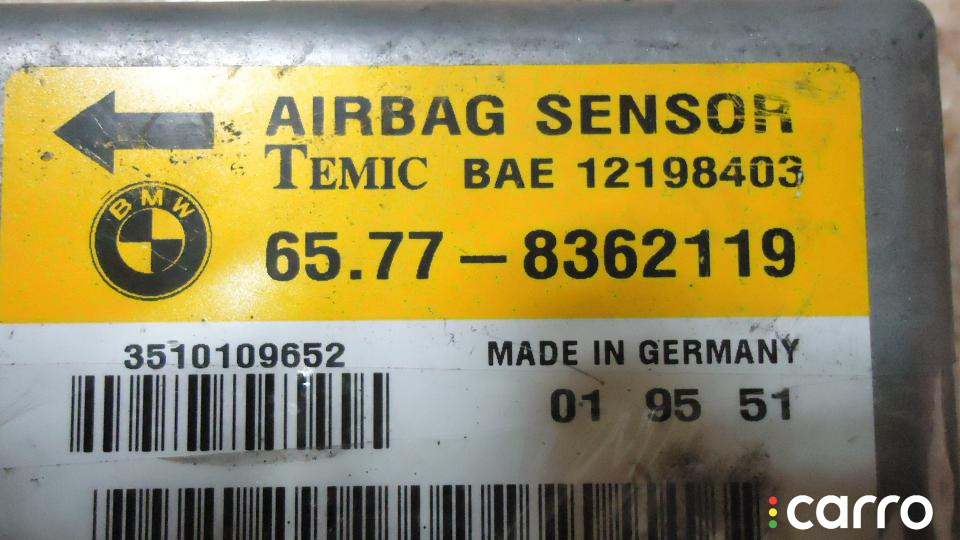 AIRBAG SENSOR
TEMIC BAE 12198403
BMW
65.77-8362119
3510109652 MADE IN GERMANY
01 95 51
carro